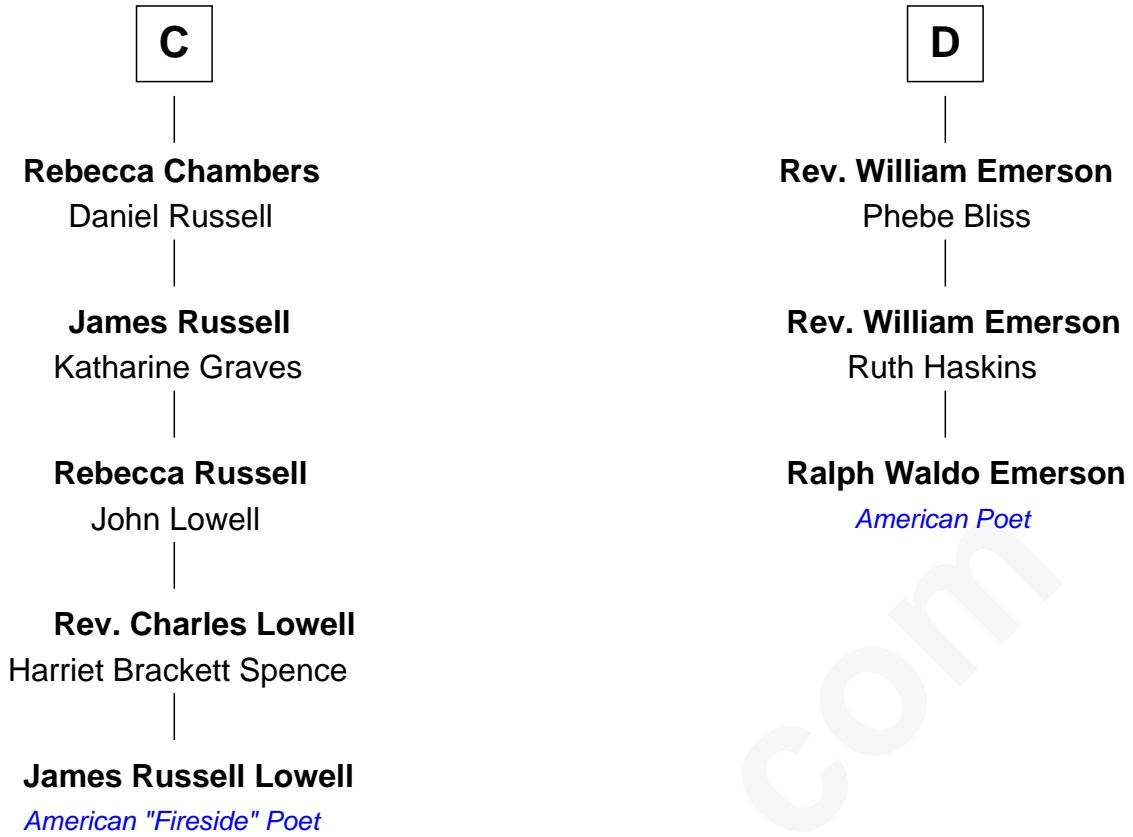 C
Rebecca Chambers
Daniel Russell
James Russell
Katharine Graves
Rebecca Russell
John Lowell
Rev. Charles Lowell
Harriet Brackett Spence
James Russell Lowell
American "Fireside" Poet
D
Rev. William Emerson
Phebe Bliss
Rev. William Emerson
Ruth Haskins
Ralph Waldo Emerson
American Poet
com